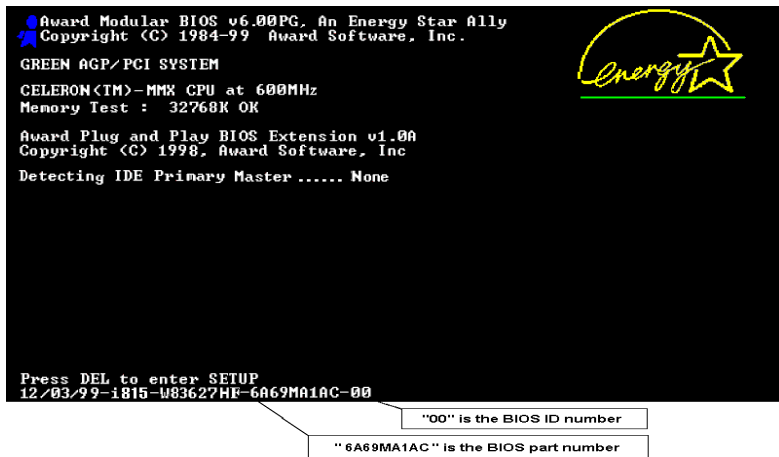 Award Modular BIOS v6.00PG, An Energy Star Ally
Copyright (C) 1984-99 Award Software, Inc.
energy
GREEN AGP/PCI SYSTEM
CELERON(TM)-MMX CPU at 600MHz
Memory Test : 32768K OK
Award Plug and Play BIOS Extension v1.0A
Copyright (C) 1998, Award Software, Inc
Detecting IDE Primary Master ...... None
Press DEL to enter SETUP
12/03/99-i815-W83627HF-6A69MA1AC-00
"00" is the BIOS ID number
"6A69MA1AC" is the BIOS part number